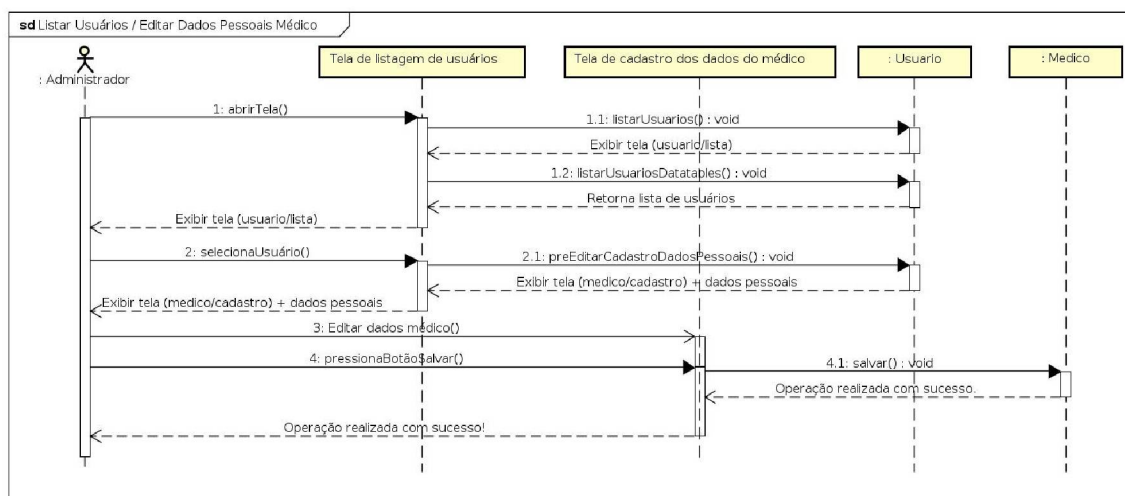 sd Listar Usuários / Editar Dados Pessoais Médico
: Administrador
Tela de listagem de usuários
Tela de cadastro dos dados do médico
: Usuario
: Medico
1: abrirTela()
1.1: listarUsuarios() : void
Exibir tela (usuario/lista)
1.2: listarUsuariosDatatables() : void
Retorna lista de usuários
Exibir tela (usuario/lista)
2: selecionaUsuário()
2.1: preEditarCadastroDadosPessoais() : void
Exibir tela (medico/cadastro) + dados pessoais
Exibir tela (medico/cadastro) + dados pessoais
3: Editar dados médico()
4: pressionaBotãoSalvar()
4.1: salvar() : void
Operação realizada com sucesso.
Operação realizada com sucesso!